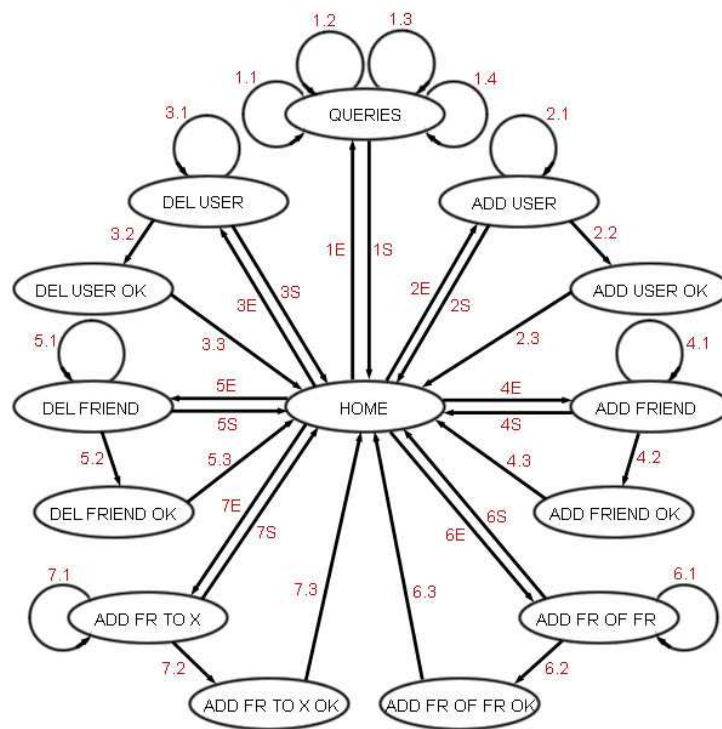 1.2
1.3
1.1
1.4
QUERIES
3.1
2.1
DEL USER
ADD USER
3.2
2.2
1E
1S
DEL USER OK
3E
3S
2E
2S
ADD USER OK
5.1
3.3
2.3
4.1
DEL FRIEND
5E
5S
HOME
4E
4S
ADD FRIEND
5.2
5.3
4.3
4.2
DEL FRIEND OK
7E
7S
6S
6E
ADD FRIEND OK
7.1
7.3
6.3
6.1
ADD FR TO X
ADD FR OF FR
7.2
6.2
ADD FR TO X OK
ADD FR OF FR OK